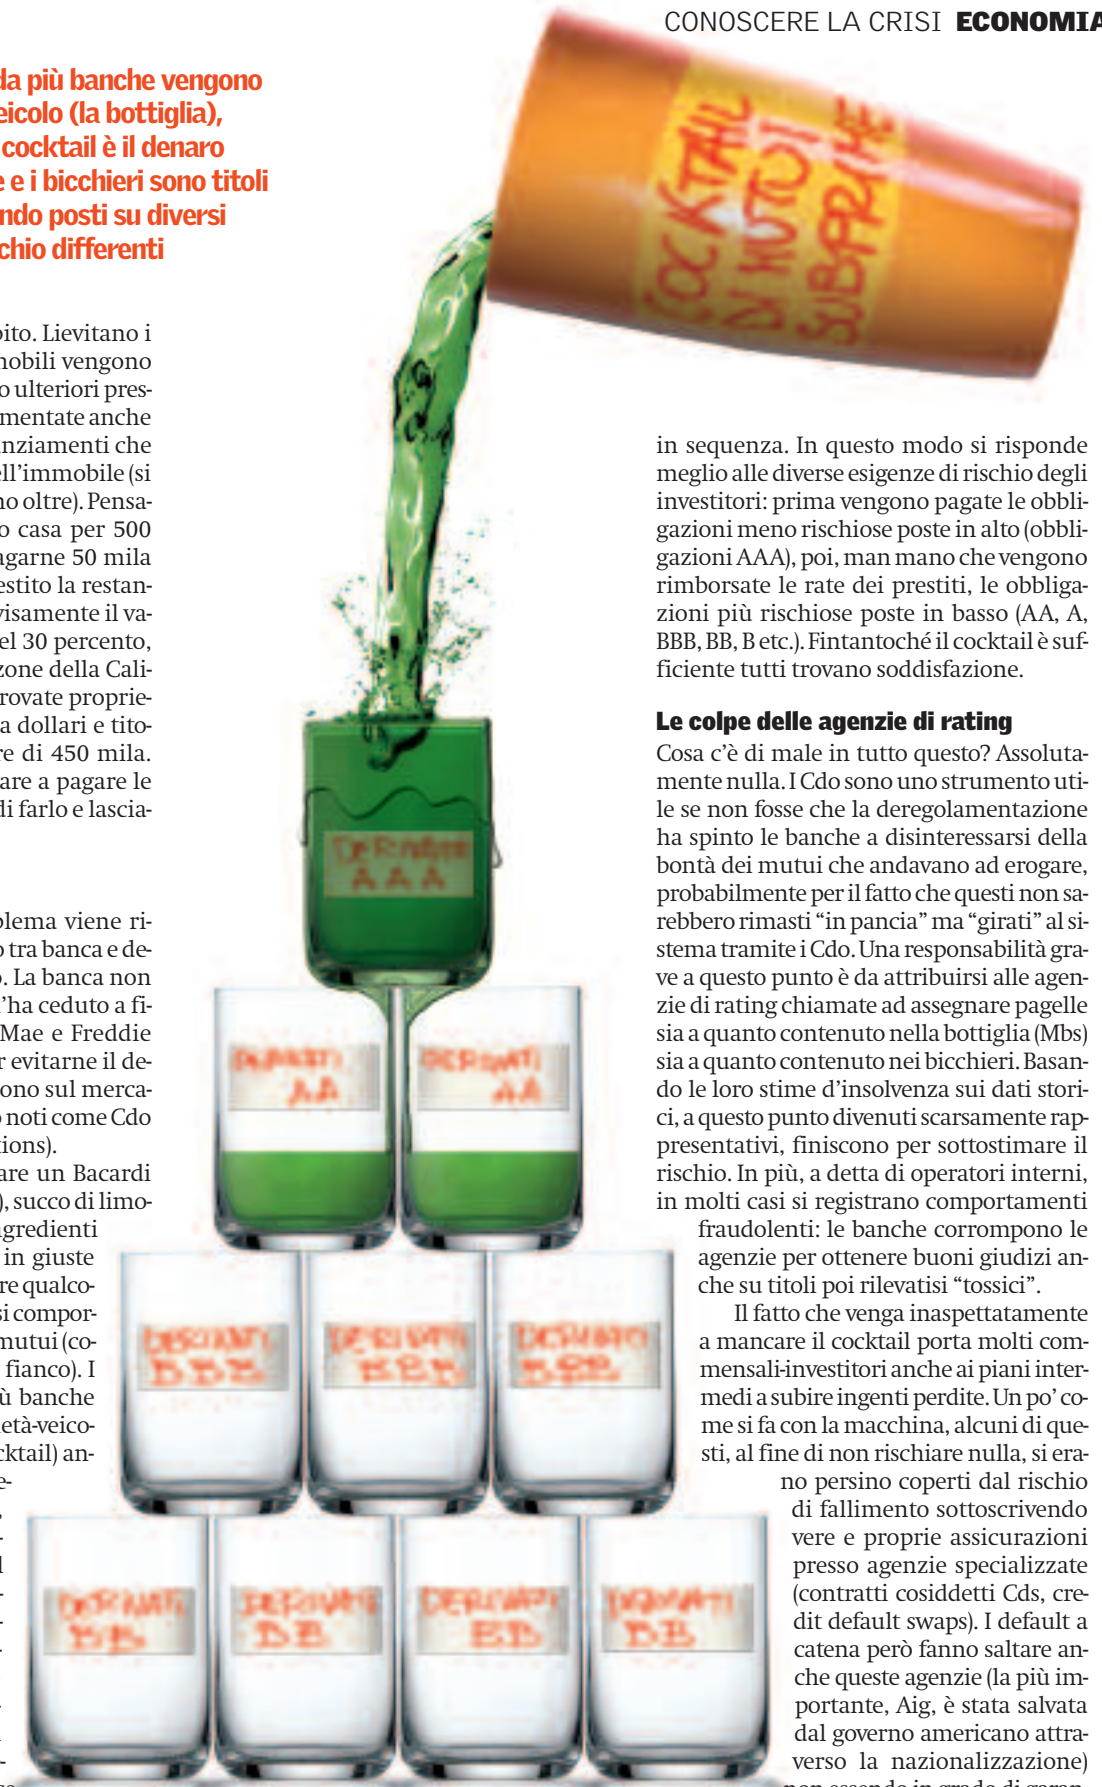 CONOSCERE LA CRISI ECONOMIA
da più banche vengono
eicolo (la bottiglia),
cocktail è il denaro
e e i bicchieri sono titoli
ndo posti su diversi
chio differenti
COCKTAIL
DI MUTUI
SUBPRIME
bito. Lievitano i
mobili vengono
o ulteriori pres-
mentate anche
nziamenti che
ell'immobile (si
no oltre). Pensa-
o casa per 500
agarne 50 mila
estito la restan-
visamente il va-
el 30 percento,
zone della Cali-
rovate proprie-
a dollari e tito-
re di 450 mila.
are a pagare le
di farlo e lascia-
blema viene ri-
o tra banca e de-
o. La banca non
l'ha ceduto a fi-
Mae e Freddie
r evitarne il de-
ono sul merca-
o noti come Cdo
tions).
are un Bacardi
), succo di limo-
ngredienti
in giuste
re qualco-
si compor-
mutui (co-
fianco). I
ù banche
età-veico-
cktail) an-
e-
DERIVATI
AAA
DERIVATI
AA
DERIVATI
AA
DERIVATI
BBB
DERIVATI
BBB
DERIVATI
BBB
DERIVATI
BB
DERIVATI
BB
DERIVATI
BB
DERIVATI
BB
in sequenza. In questo modo si risponde
meglio alle diverse esigenze di rischio degli
investitori: prima vengono pagate le obbli-
gazioni meno rischiose poste in alto (obbli-
gazioni AAA), poi, man mano che vengono
rimborsate le rate dei prestiti, le obbliga-
zioni più rischiose poste in basso (AA, A,
BBB, BB, B etc.). Fintantoché il cocktail è suf-
ficiente tutti trovano soddisfazione.
Le colpe delle agenzie di rating
Cosa c'è di male in tutto questo? Assoluta-
mente nulla. I Cdo sono uno strumento uti-
le se non fosse che la deregolamentazione
ha spinto le banche a disinteressarsi della
bontà dei mutui che andavano ad erogare,
probabilmente per il fatto che questi non sa-
rebbero rimasti “in pancia” ma “girati” al si-
stema tramite i Cdo. Una responsabilità gra-
ve a questo punto è da attribuirsi alle agen-
zie di rating chiamate ad assegnare pagelle
sia a quanto contenuto nella bottiglia (Mbs)
sia a quanto contenuto nei bicchieri. Basan-
do le loro stime d'insolvenza sui dati stori-
ci, a questo punto divenuti scarsamente rap-
presentativi, finiscono per sottostimare il
rischio. In più, a detta di operatori interni,
in molti casi si registrano comportamenti
fraudolenti: le banche corrompono le
agenzie per ottenere buoni giudizi an-
che su titoli poi rilevatisi “tossici”.
Il fatto che venga inaspettatamente
a mancare il cocktail porta molti com-
mensali-investitori anche ai piani inter-
medi a subire ingenti perdite. Un po' co-
me si fa con la macchina, alcuni di que-
sti, al fine di non rischiare nulla, si era-
no persino coperti dal rischio
di fallimento sottoscrivendo
vere e proprie assicurazioni
presso agenzie specializzate
(contratti cosiddetti Cds, cre-
dit default swaps). I default a
catena però fanno saltare an-
che queste agenzie (la più im-
portante, Aig, è stata salvata
dal governo americano attra-
verso la nazionalizzazione)
non essendo in grado di garan-